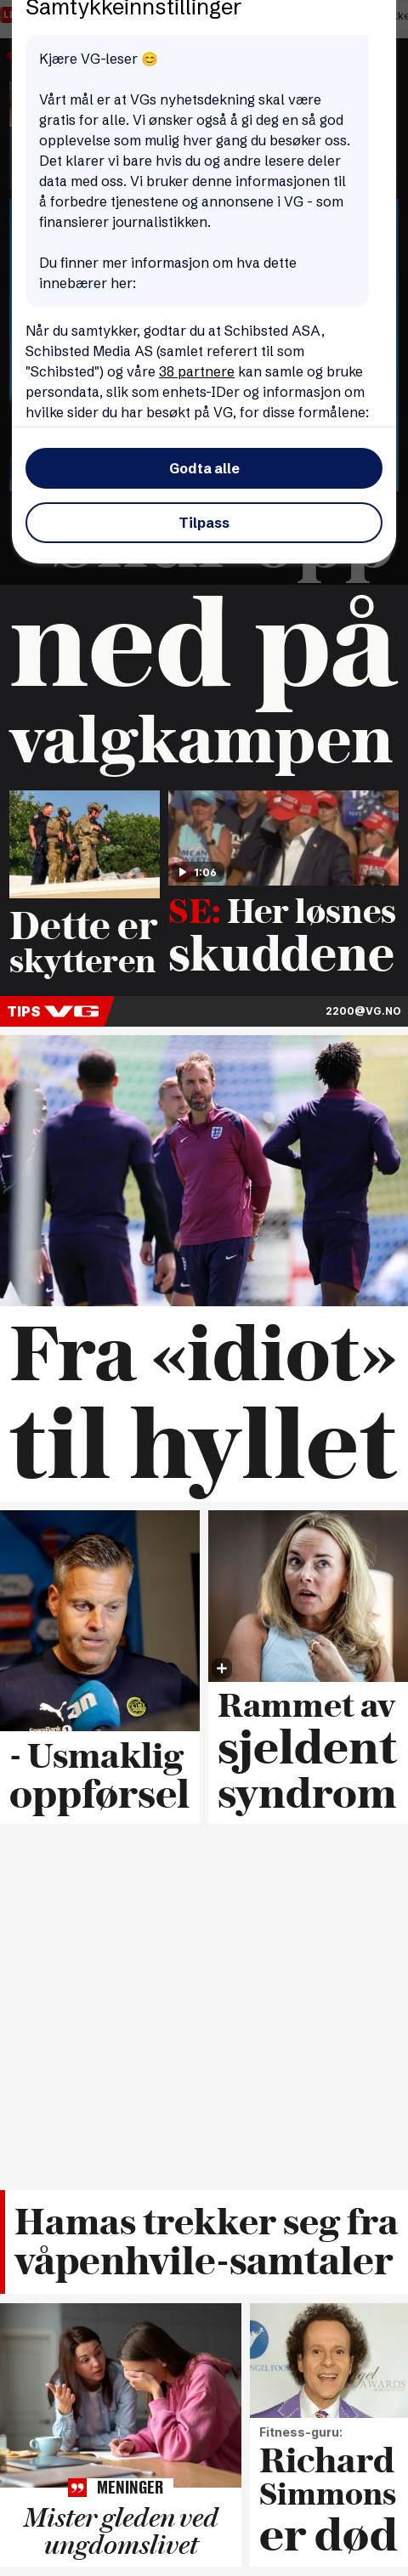 Samtykkeinnstillinger
Kjære VG-leser 😊
Vårt mål er at VGs nyhetsdekning skal være
gratis for alle. Vi ønsker også å gi deg en så god
opplevelse som mulig hver gang du besøker oss.
Det klarer vi bare hvis du og andre lesere deler
data med oss. Vi bruker denne informasjonen til
å forbedre tjenestene og annonsene i VG - som
finansierer journalistikken.
Du finner mer informasjon om hva dette
innebærer her:
Når du samtykker, godtar du at Schibsted ASA,
Schibsted Media AS (samlet referert til som
"Schibsted") og våre 38 partnere kan samle og bruke
persondata, slik som enhets-IDer og informasjon om
hvilke sider du har besøkt på VG, for disse formålene:
Godta alle
Tilpass
ned på
valgkampen
1:06
Dette er
skytteren
SE: Her løsnes
skuddene
TIPS VG
2200@VG.NO
Fra «idiot»
til hyllet
- Usmaklig
oppførsel
Rammet av
sjeldent
syndrom
Hamas trekker seg fra
våpenhvile-samtaler
MENINGER
Mister gleden ved
ungdomslivet
Fitness-guru:
Richard
Simmons
er død